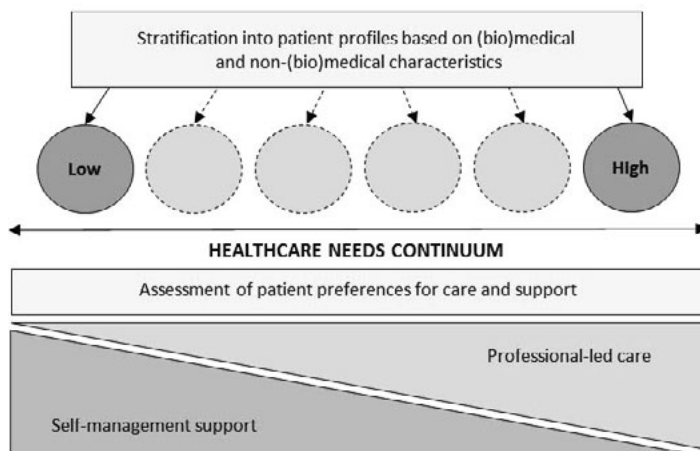 Stratification into patient profiles based on (bio)medical
and non-(bio)medical characteristics
Low
High
HEALTHCARE NEEDS CONTINUUM
Assessment of patient preferences for care and support
Professional-led care
Self-management support